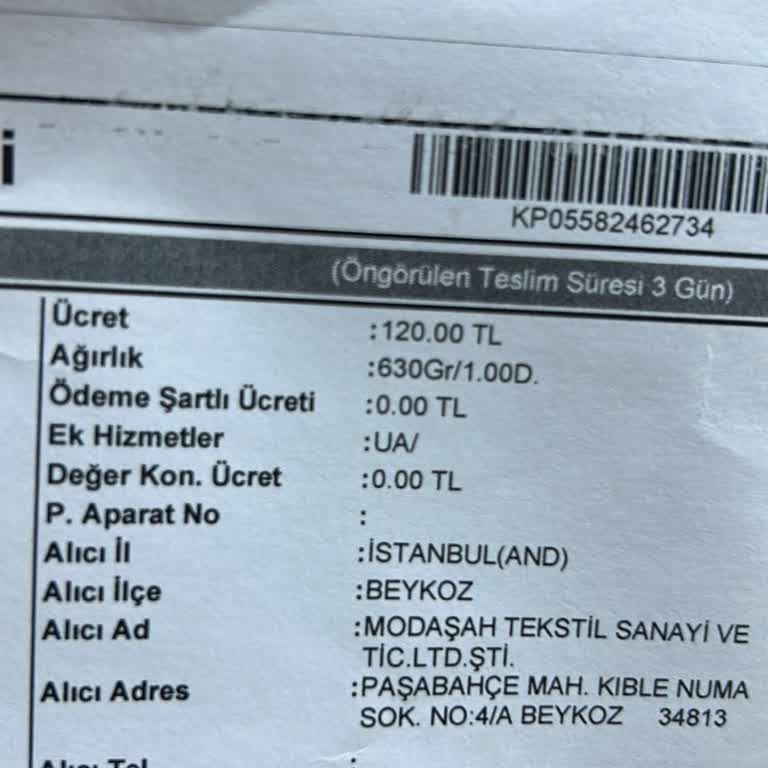 i
KP05582462734
(Öngörülen Teslim Süresi 3 Gün)
Ücret :120.00 TL
Ağırlık :630Gr/1.00D.
Ödeme Şartlı Ücreti :0.00 TL
Ek Hizmetler :UA/
Değer Kon. Ücret :0.00 TL
P. Aparat No :
Alıcı İl :İSTANBUL(AND)
Alıcı İlçe :BEYKOZ
Alıcı Ad :MODAŞAH TEKSTİL SANAYİ VE
TİC.LTD.ŞTİ.
Alıcı Adres :PAŞABAHÇE MAH. KIBLE NUMA
SOK. NO:4/A BEYKOZ 34813
Alıcı Tel :